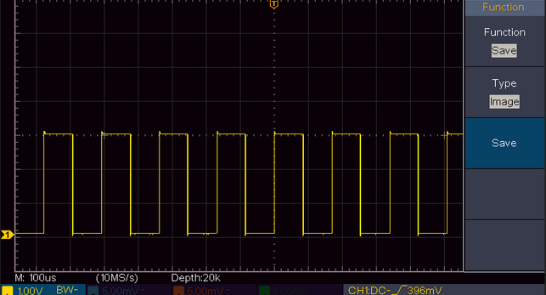 T
Function
Function
Save
Type
Image
Save
1
M: 100us (10MS/s) Depth:20k
1.00V BW- 5.00mV - 5.00mV -
CH1:DC- 396mV